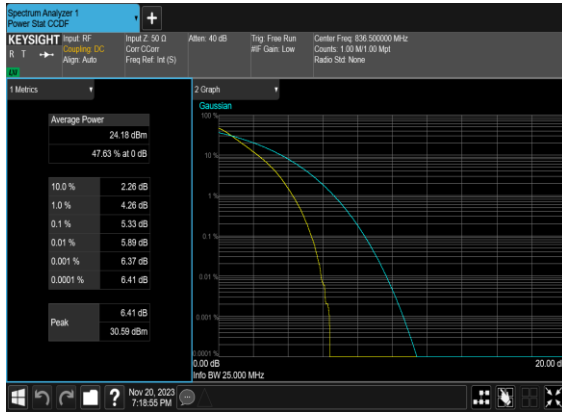 Spectrum Analyzer 1
Power Stat CCDF
+
KEYSIGHT
R T
LXI
Input: RF
Coupling: DC
Align: Auto
Input Z: 50 Ω
Corr CCorr
Freq Ref: Int (S)
Atten: 40 dB
Trig: Free Run
#IF Gain: Low
Center Freq: 836.500000 MHz
Counts: 1.00 M/1.00 Mpt
Radio Std: None
1 Metrics
Average Power
24.18 dBm
47.63 % at 0 dB
10.0 % 2.26 dB
1.0 % 4.26 dB
0.1 % 5.33 dB
0.01 % 5.89 dB
0.001 % 6.37 dB
0.0001 % 6.41 dB
Peak 6.41 dB
30.59 dBm
2 Graph
Gaussian
100 %
10 %
1 %
0.1 %
0.01 %
0.001 %
0.0001 %
0.00 dB
20.00 d
Info BW 25.000 MHz
?
Nov 20, 2023
7:18:55 PM